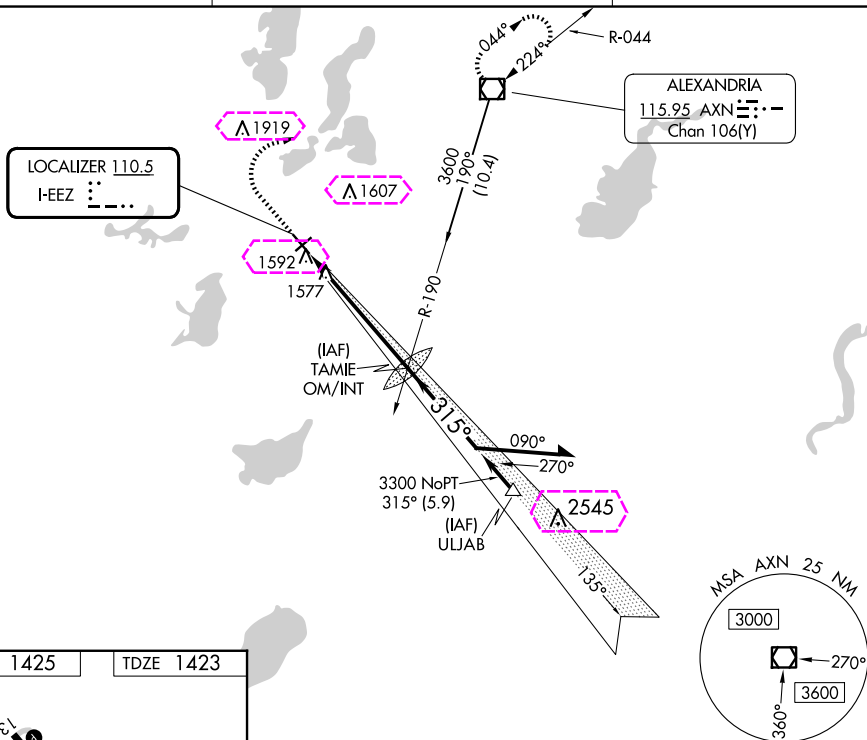 044°
224°
R-044
ALEXANDRIA
115.95 AXN
Chan 106(Y)
1919
LOCALIZER 110.5
I-EEZ
1607
3600
190°
(10.4)
1592
1577
R-190
(IAF)
TAMIE
OM/INT
315°
090°
270°
3300 NoPT
315° (5.9)
(IAF)
ULJAB
2545
135°
MSA AXN 25 NM
3000
270°
3600
360°
1425
TDZE 1423